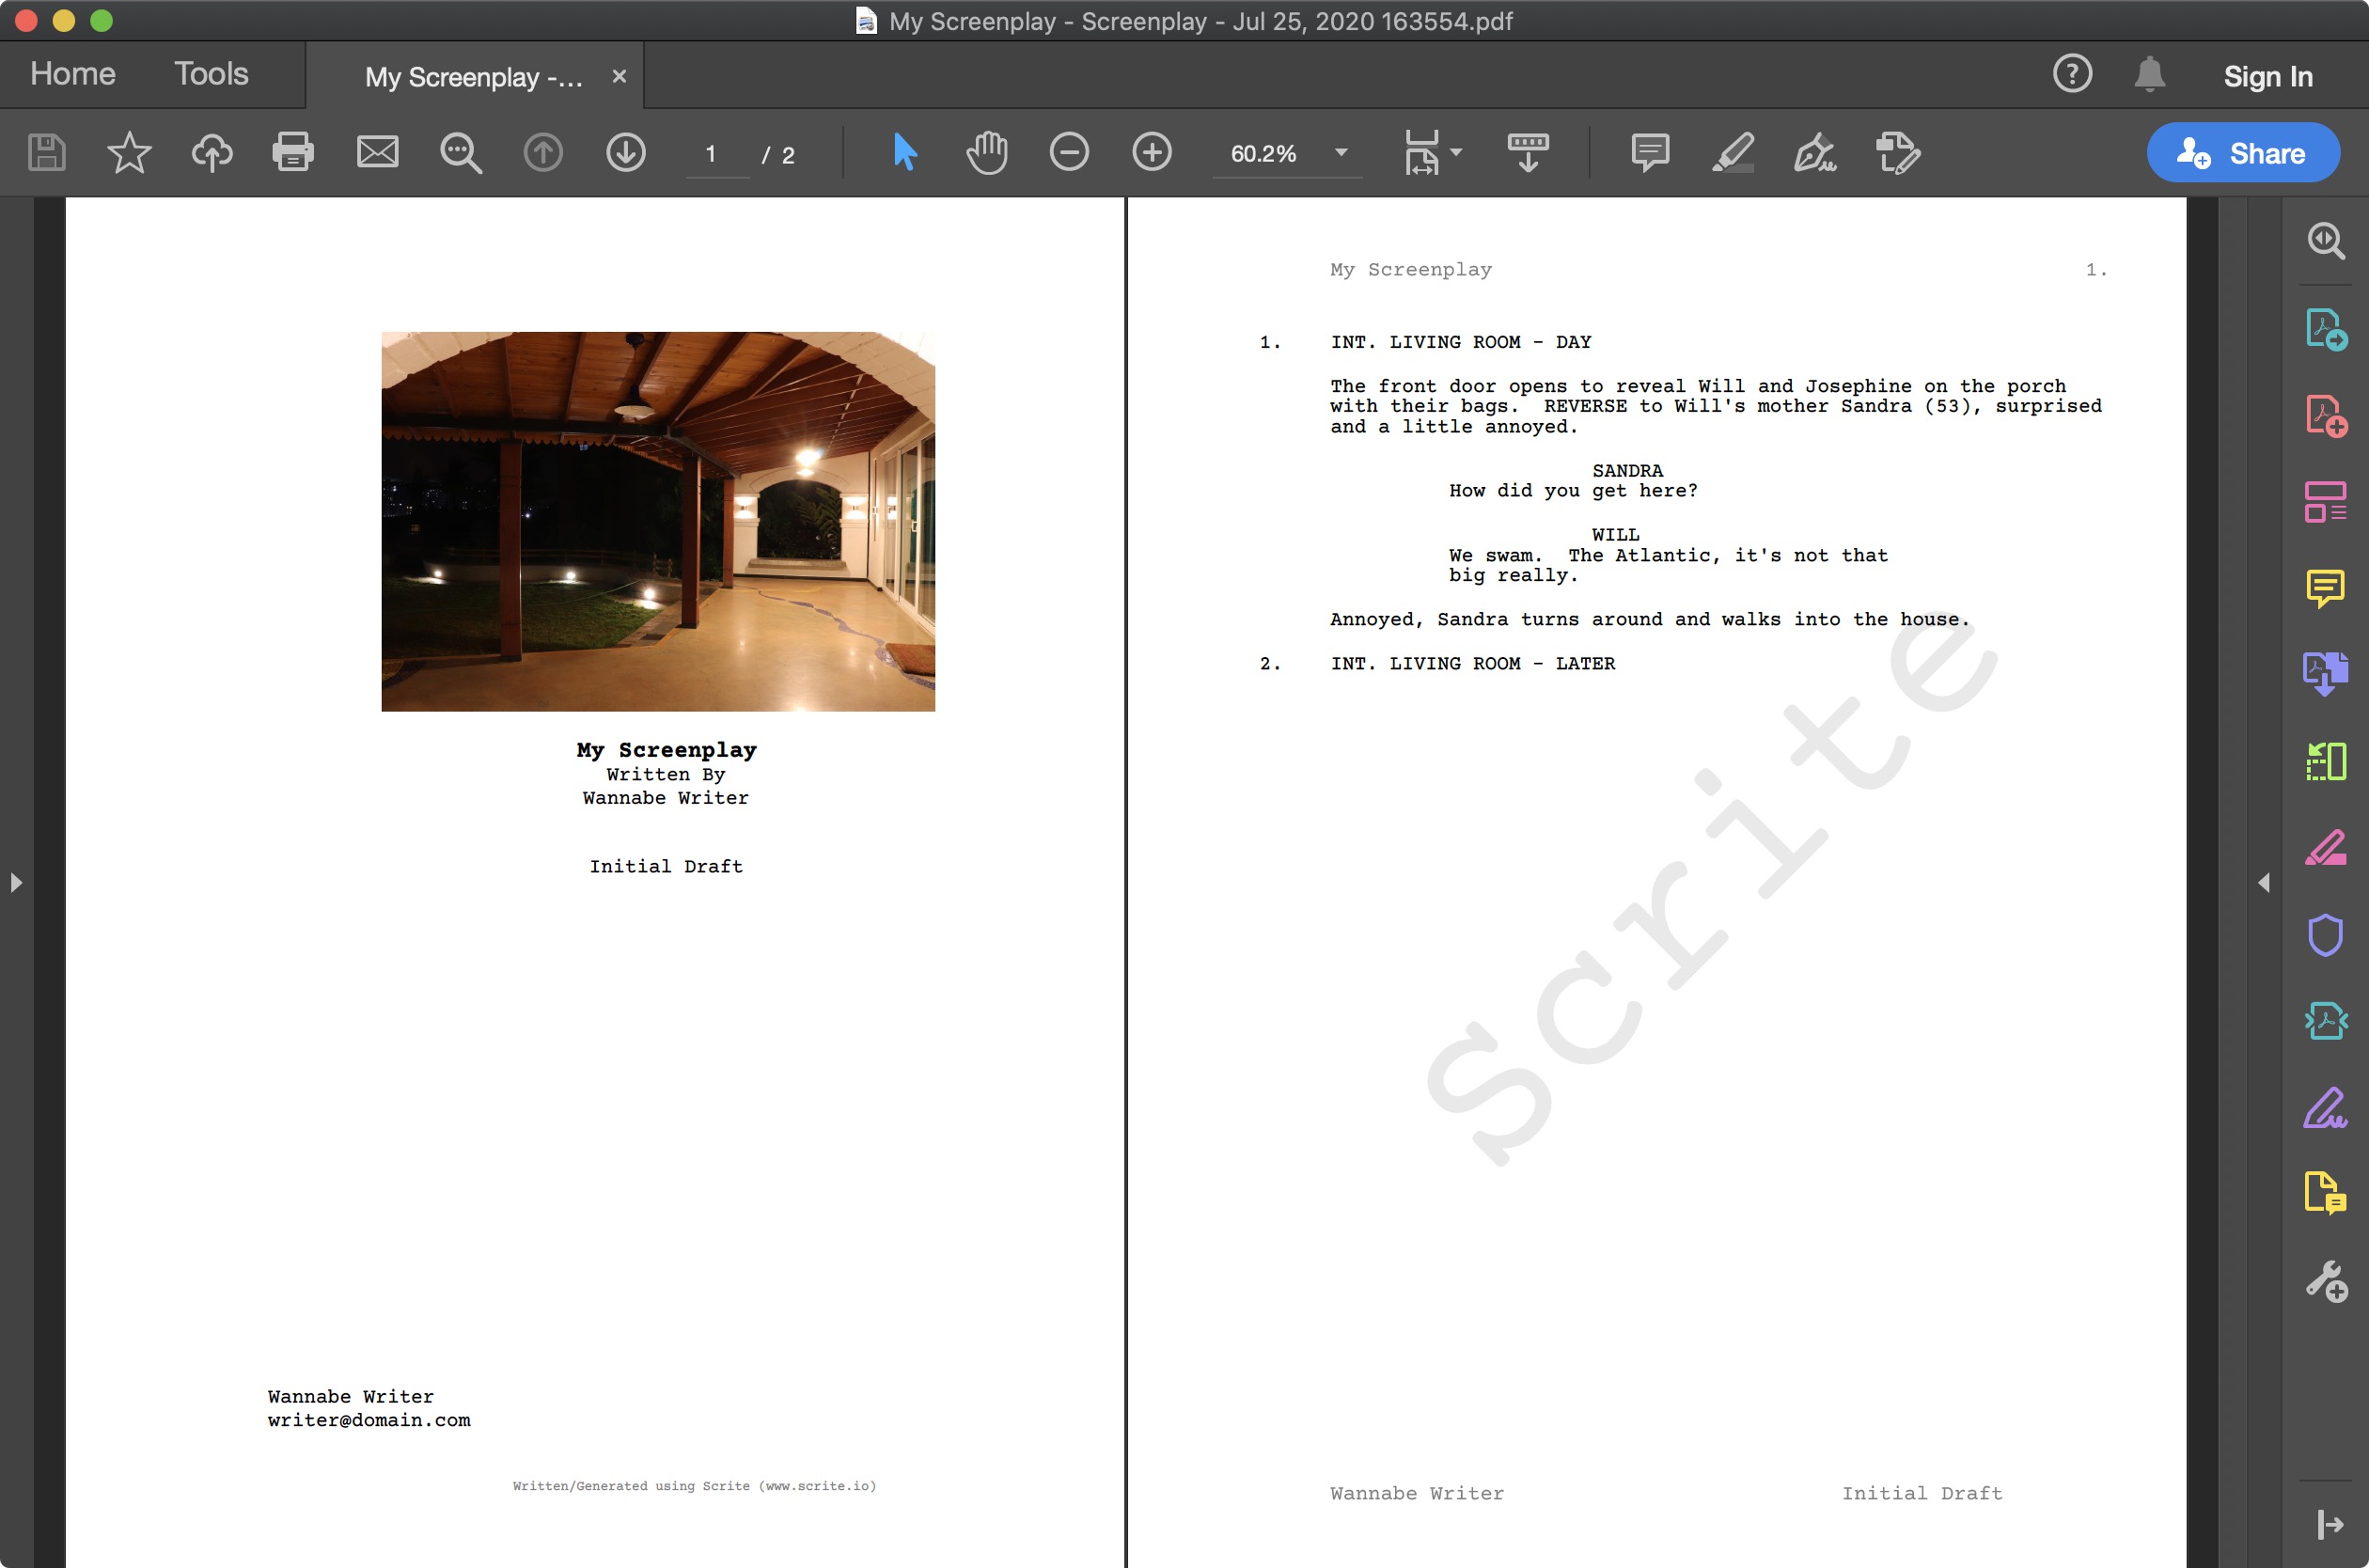 My Screenplay - Screenplay - Jul 25, 2020 163554.pdf
Home
Tools
My Screenplay -...
Sign In
1
/ 2
60.2%
Share
My Screenplay
Written By
Wannabe Writer
Initial Draft
Wannabe Writer
writer@domain.com
Written/Generated using Scrite (www.scrite.io)
My Screenplay
1.
1. INT. LIVING ROOM - DAY
The front door opens to reveal Will and Josephine on the porch
with their bags.  REVERSE to Will's mother Sandra (53), surprised
and a little annoyed.
SANDRA
How did you get here?
WILL
We swam.  The Atlantic, it's not that
big really.
Annoyed, Sandra turns around and walks into the house.
2. INT. LIVING ROOM - LATER
Scrite
Wannabe Writer
Initial Draft